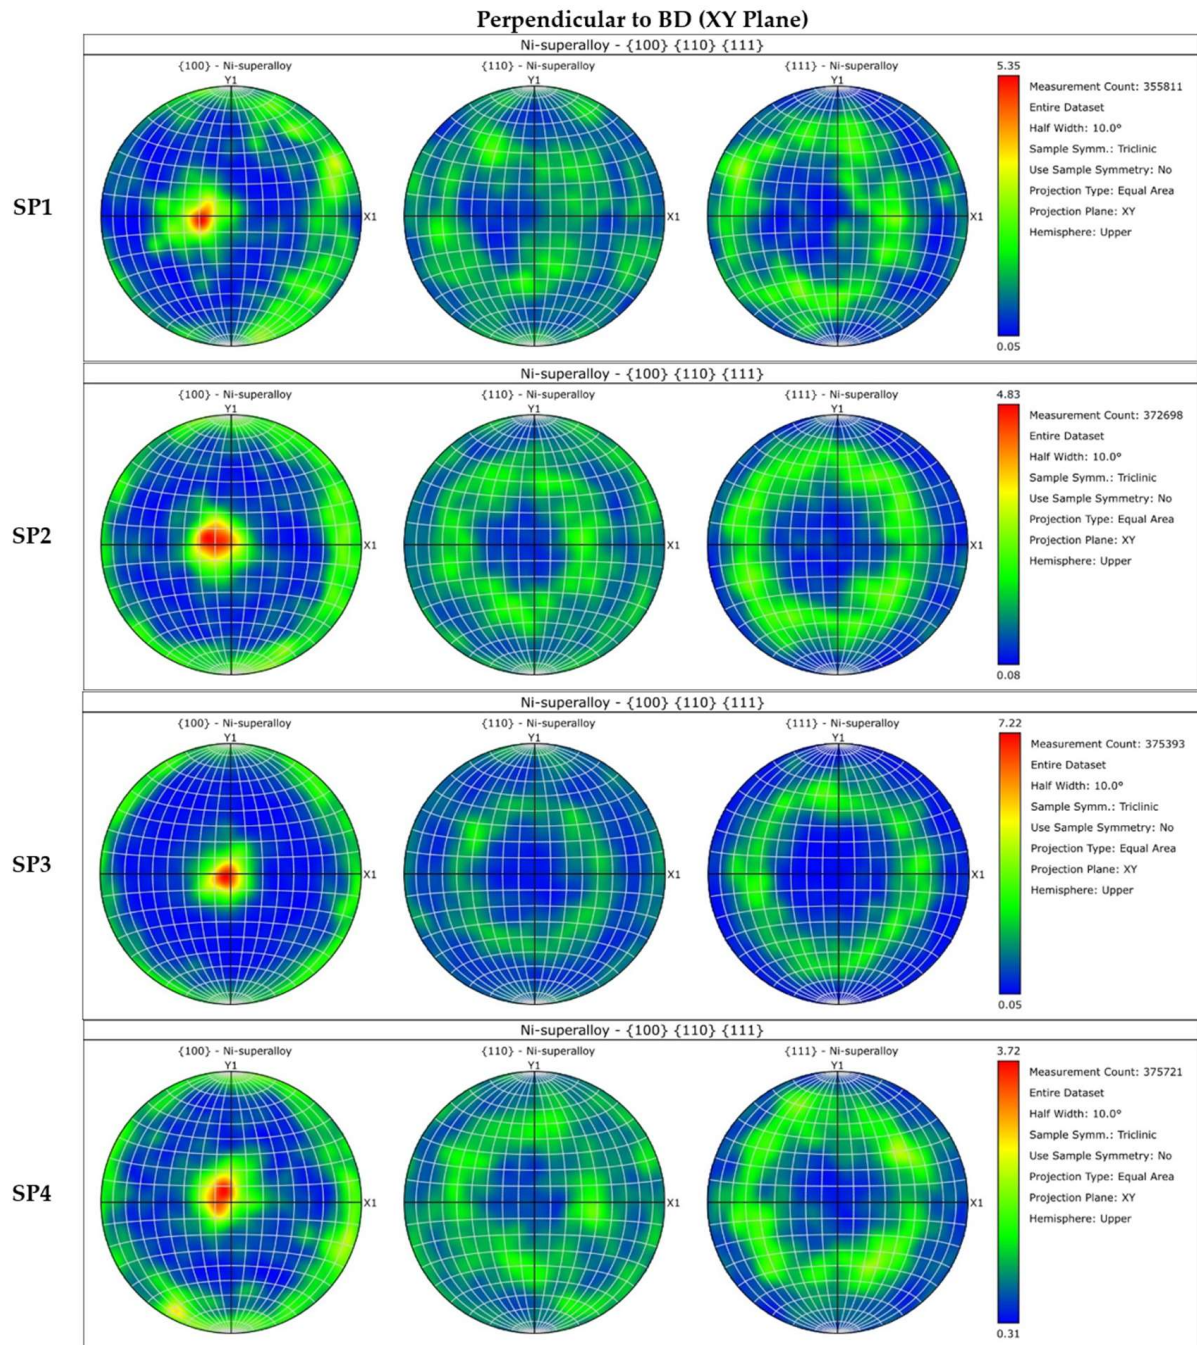 Perpendicular to BD (XY Plane)
SP1
Ni-superalloy - {100} {110} {111}
{100} - Ni-superalloy
Y1
X1
{110} - Ni-superalloy
Y1
X1
{111} - Ni-superalloy
Y1
X1
5.35
0.05
Measurement Count: 355811
Entire Dataset
Half Width: 10.0°
Sample Symm.: Triclinic
Use Sample Symmetry: No
Projection Type: Equal Area
Projection Plane: XY
Hemisphere: Upper
SP2
Ni-superalloy - {100} {110} {111}
{100} - Ni-superalloy
Y1
X1
{110} - Ni-superalloy
Y1
X1
{111} - Ni-superalloy
Y1
X1
4.83
0.08
Measurement Count: 372698
Entire Dataset
Half Width: 10.0°
Sample Symm.: Triclinic
Use Sample Symmetry: No
Projection Type: Equal Area
Projection Plane: XY
Hemisphere: Upper
SP3
Ni-superalloy - {100} {110} {111}
{100} - Ni-superalloy
Y1
X1
{110} - Ni-superalloy
Y1
X1
{111} - Ni-superalloy
Y1
X1
7.22
0.05
Measurement Count: 375393
Entire Dataset
Half Width: 10.0°
Sample Symm.: Triclinic
Use Sample Symmetry: No
Projection Type: Equal Area
Projection Plane: XY
Hemisphere: Upper
SP4
Ni-superalloy - {100} {110} {111}
{100} - Ni-superalloy
Y1
X1
{110} - Ni-superalloy
Y1
X1
{111} - Ni-superalloy
Y1
X1
3.72
0.31
Measurement Count: 375721
Entire Dataset
Half Width: 10.0°
Sample Symm.: Triclinic
Use Sample Symmetry: No
Projection Type: Equal Area
Projection Plane: XY
Hemisphere: Upper